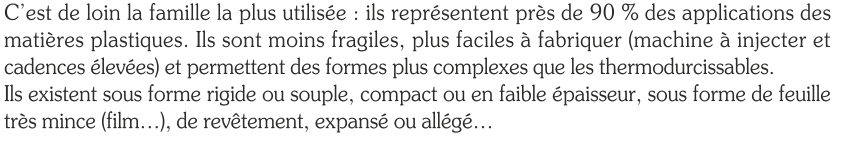 C'est de loin la famille la plus utilisée : ils représentent près de 90 % des applications des
matières plastiques. Ils sont moins fragiles, plus faciles à fabriquer (machine à injecter et
cadences élevées) et permettent des formes plus complexes que les thermodurcissables.
Ils existent sous forme rigide ou souple, compact ou en faible épaisseur, sous forme de feuille
très mince (film…), de revêtement, expansé ou allégé…